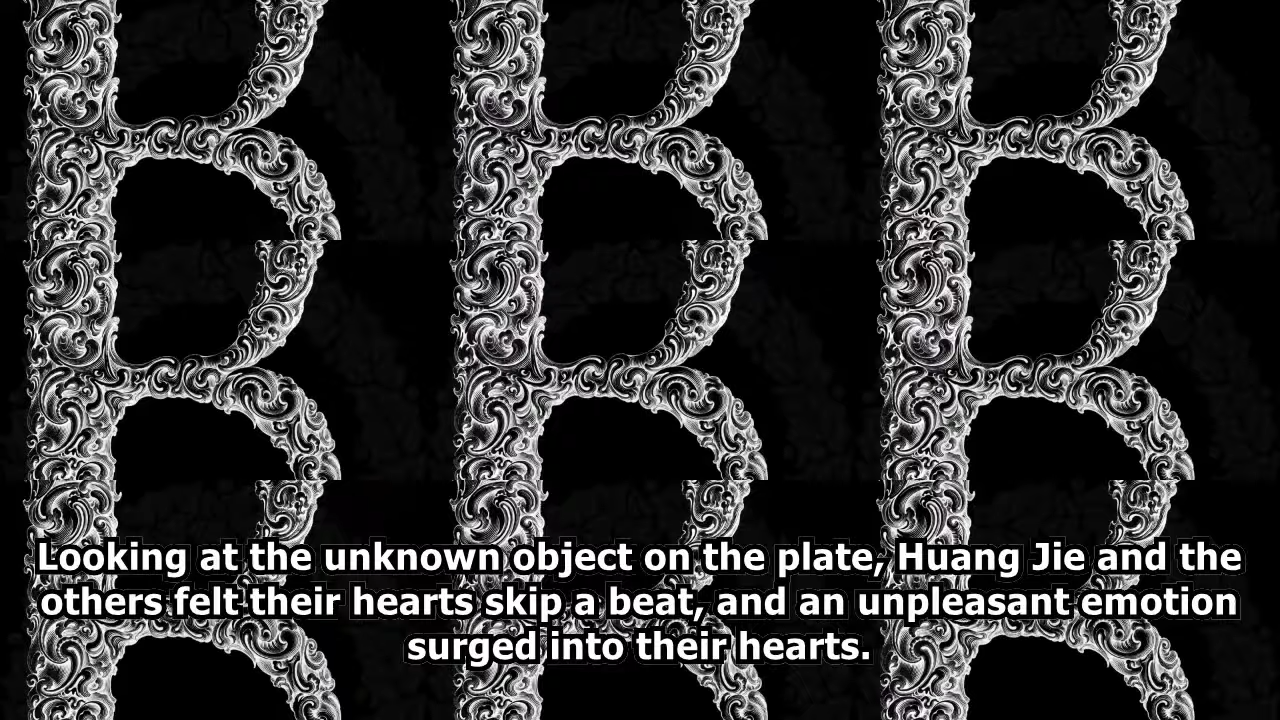 Looking at the unknown object on the plate, Huang Jie and the
others felt their hearts skip a beat, and an unpleasant emotion
surged into their hearts.